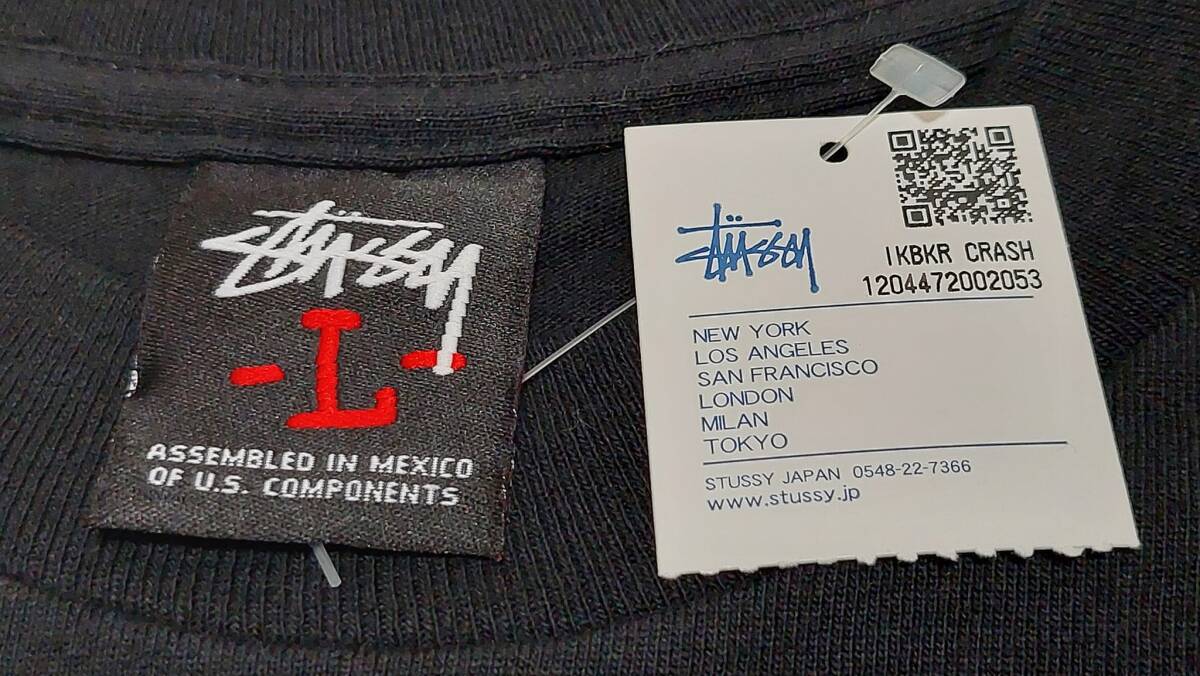 STÜSSY
-L-
ASSEMBLED IN MEXICO
OF U.S. COMPONENTS
STÜSSY
IKBKR CRASH
1204472002053
NEW YORK
LOS ANGELES
SAN FRANCISCO
LONDON
MILAN
TOKYO
STUSSY JAPAN 0548-22-7366
www.stussy.jp